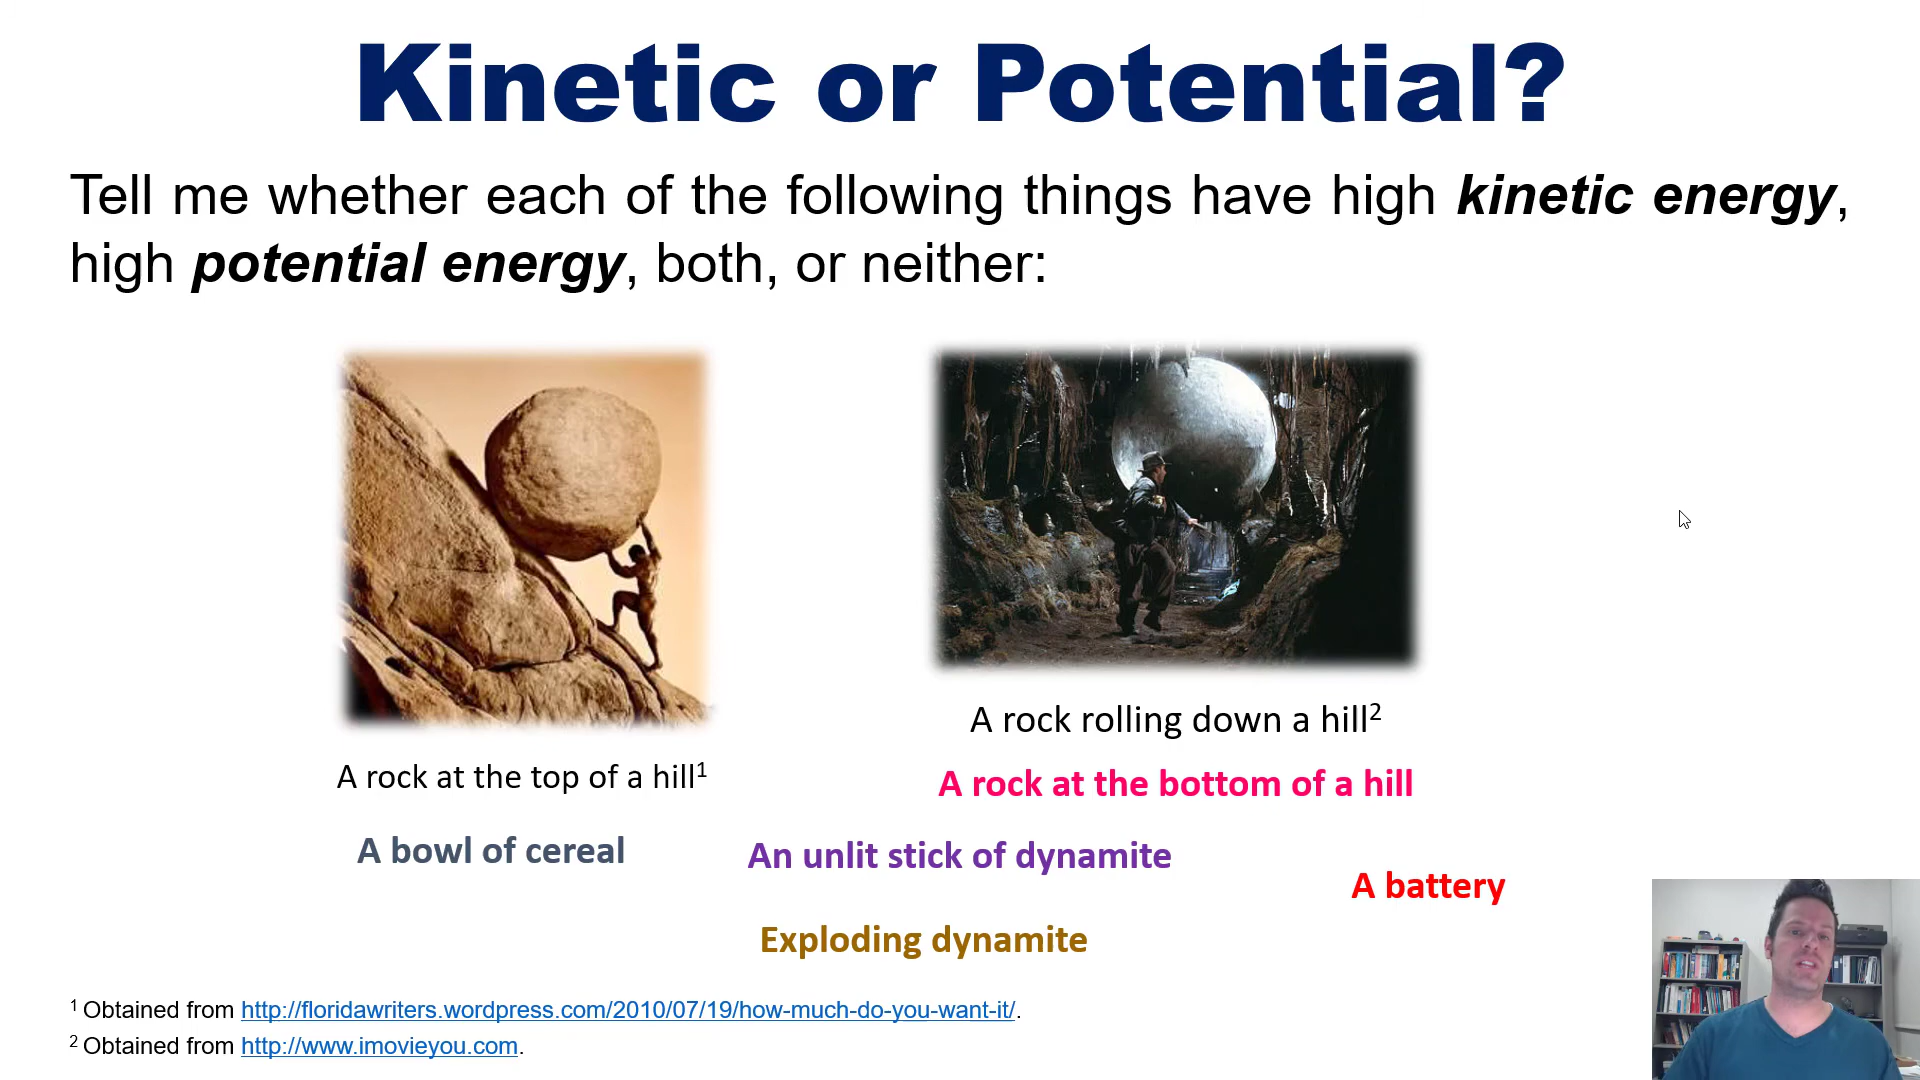 Kinetic or Potential?
Tell me whether each of the following things have high kinetic energy,
high potential energy, both, or neither:
A rock at the top of a hill¹
A rock rolling down a hill²
A rock at the bottom of a hill
A bowl of cereal
An unlit stick of dynamite
A battery
Exploding dynamite
¹ Obtained from http://floridawriters.wordpress.com/2010/07/19/how-much-do-you-want-it/.
² Obtained from http://www.imovieyou.com.